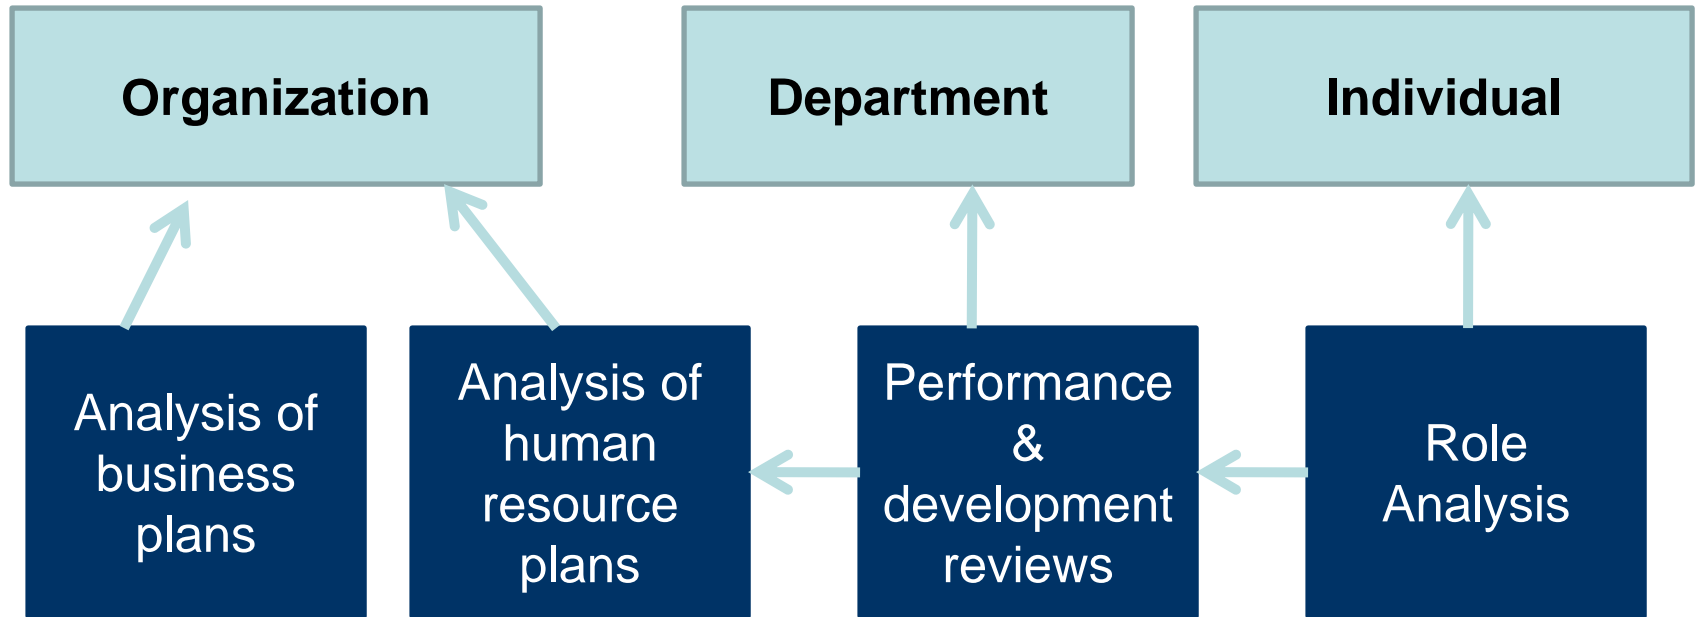 Organization
Department
Individual
Analysis of
business
plans
Analysis of
human
resource
plans
Performance
&
development
reviews
Role
Analysis